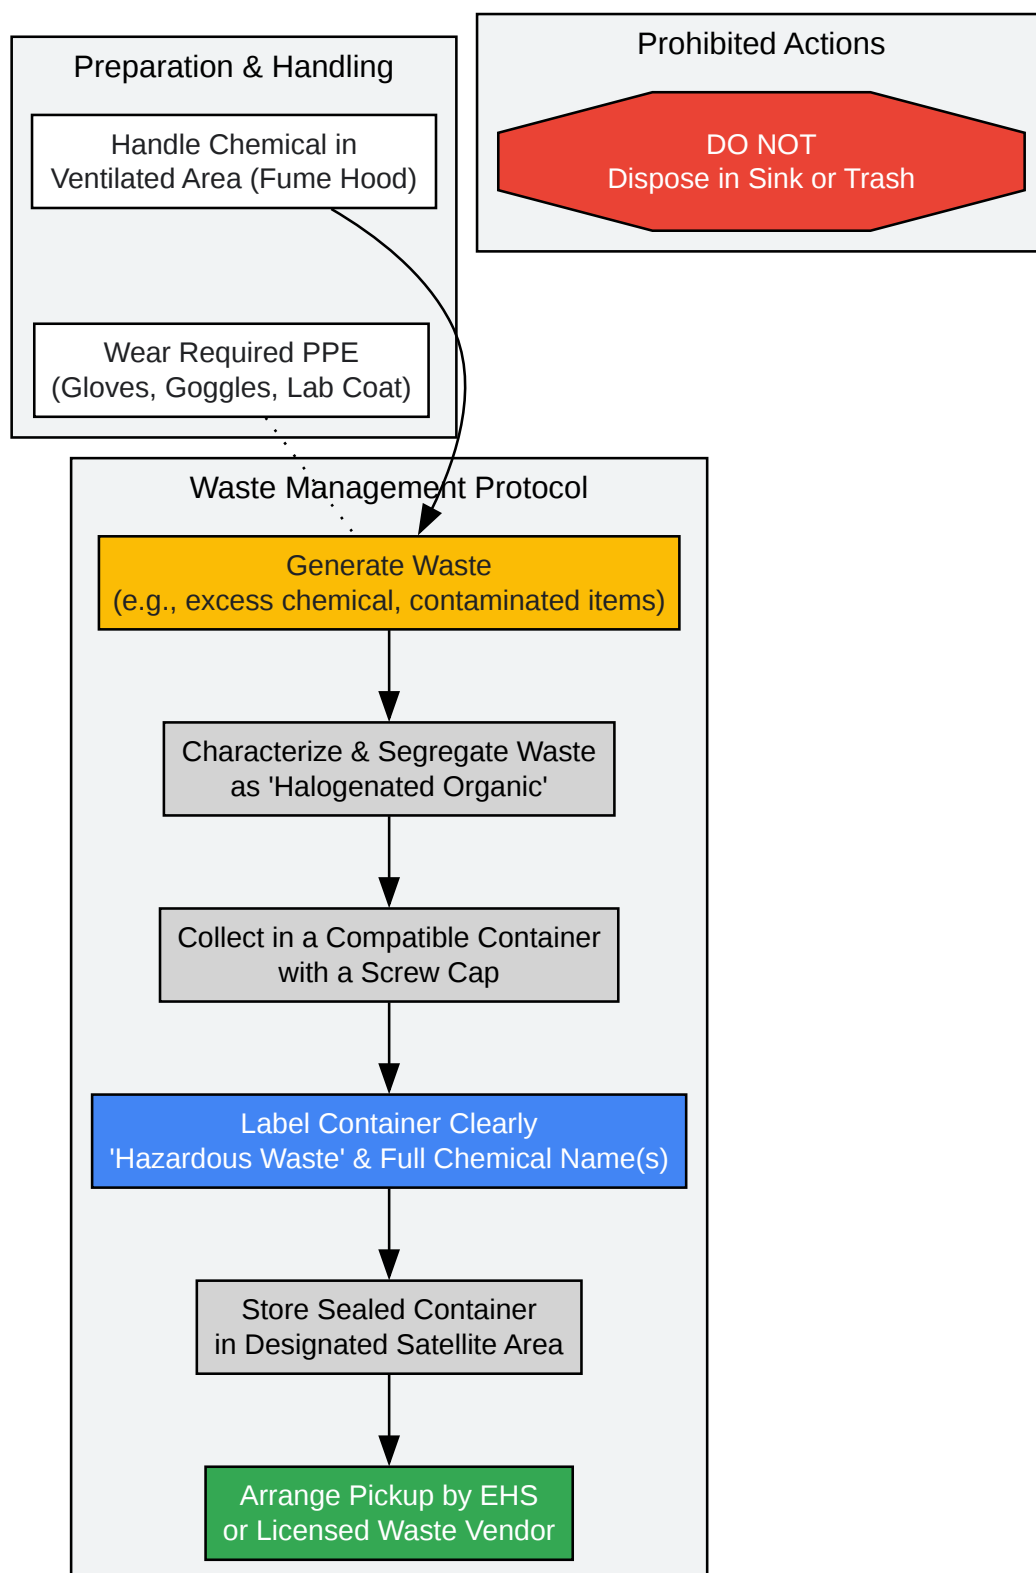 Preparation & Handling
Handle Chemical in
Ventilated Area (Fume Hood)
Wear Required PPE
(Gloves, Goggles, Lab Coat)
Prohibited Actions
DO NOT
Dispose in Sink or Trash
Waste Management Protocol
Generate Waste
(e.g., excess chemical, contaminated items)
Characterize & Segregate Waste
as 'Halogenated Organic'
Collect in a Compatible Container
with a Screw Cap
Label Container Clearly
'Hazardous Waste' & Full Chemical Name(s)
Store Sealed Container
in Designated Satellite Area
Arrange Pickup by EHS
or Licensed Waste Vendor